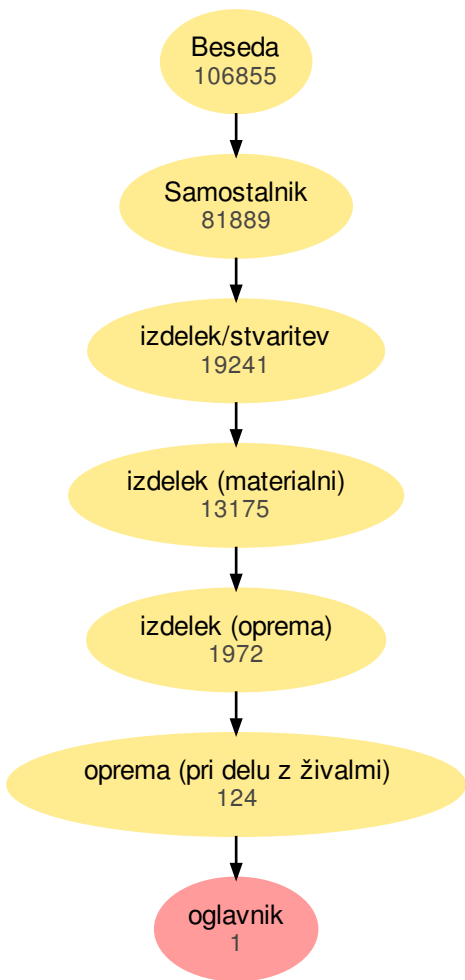 Beseda
106855
Samostalnik
81889
izdelek/stvaritev
19241
izdelek (materialni)
13175
izdelek (oprema)
1972
oprema (pri delu z živalmi)
124
oglavnik
1